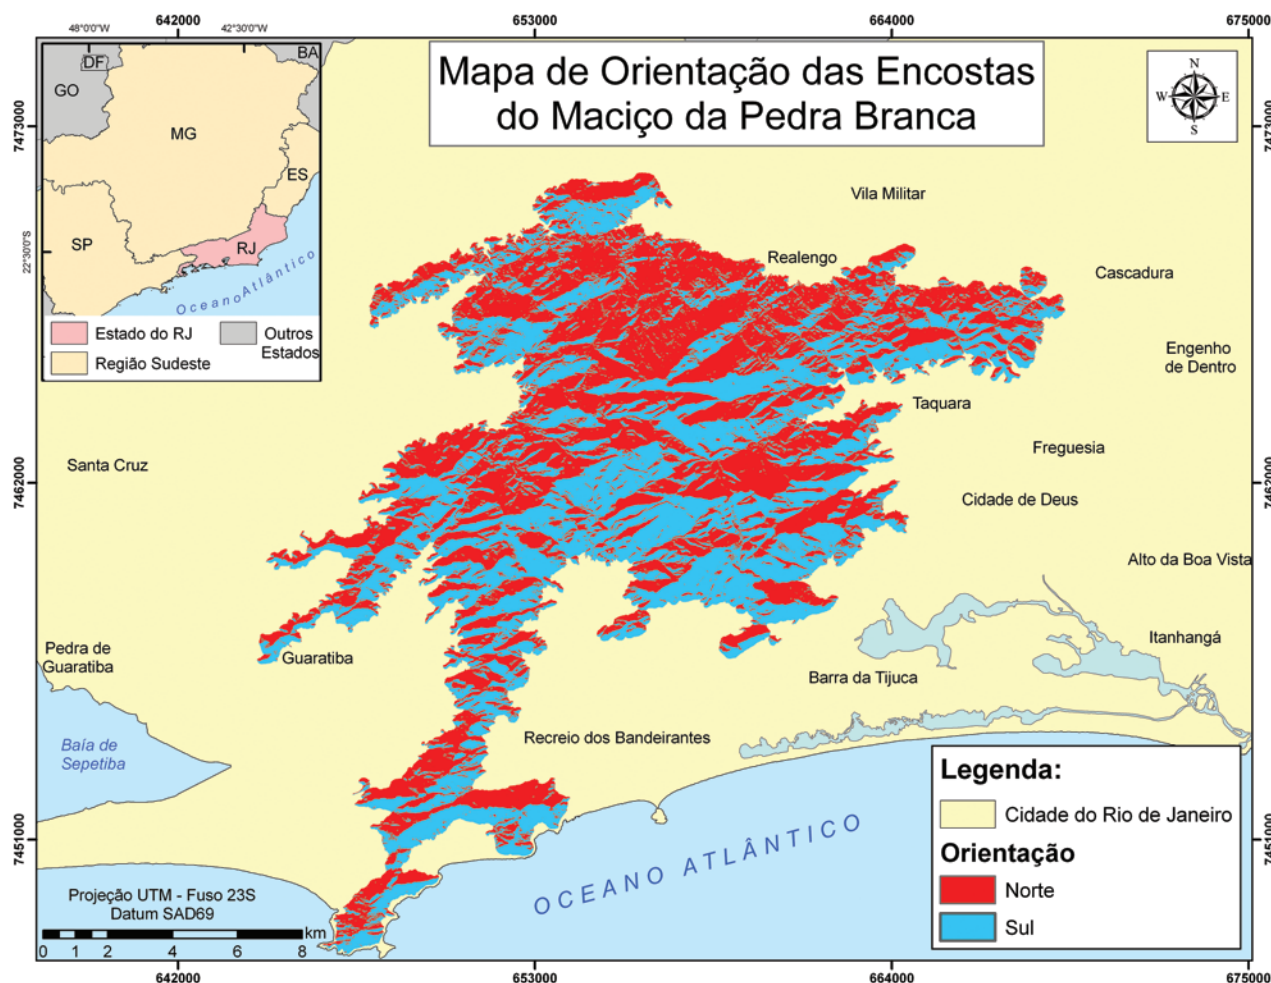 642000
653000
664000
675000
48°0'0"W
42°30'0"W
Mapa de Orientação das Encostas
do Maciço da Pedra Branca
N
W
E
S
BA
DF
GO
MG
ES
SP
RJ
Oceano Atlântico
22°30'0"S
Estado do RJ
Outros
Estados
Região Sudeste
7473000
7473000
Vila Militar
Realengo
Cascadura
Engenho
de Dentro
Taquara
Freguesia
Santa Cruz
7462000
7462000
Cidade de Deus
Alto da Boa Vista
Itanhangá
Pedra de
Guaratiba
Guaratiba
Barra da Tijuca
Recreio dos Bandeirantes
Baía de
Sepetiba
OCEANO ATLÂNTICO
7451000
7451000
Legenda:
Cidade do Rio de Janeiro
Orientação
Norte
Sul
Projeção UTM - Fuso 23S
Datum SAD69
km
0 1 2 4 6 8
642000
653000
664000
675000